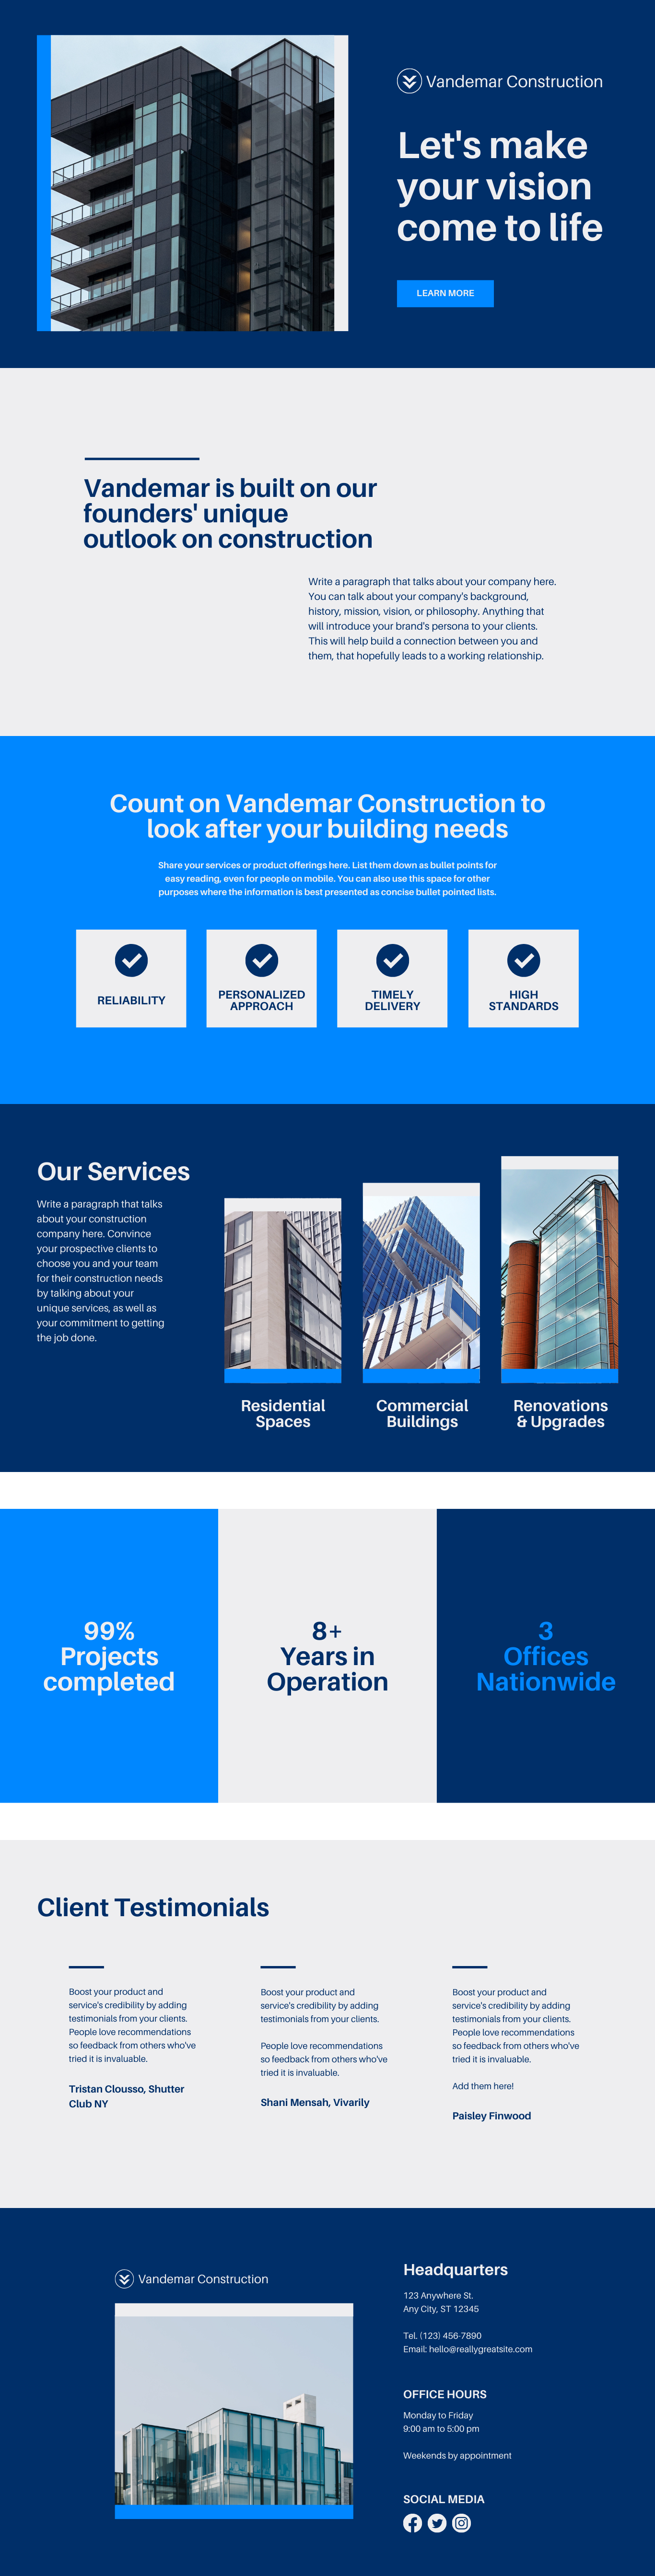 Vandemar Construction
Let's make
your vision
come to life
LEARN MORE
Vandemar is built on our
founders' unique
outlook on construction
Write a paragraph that talks about your company here.
You can talk about your company's background,
history, mission, vision, or philosophy. Anything that
will introduce your brand's persona to your clients.
This will help build a connection between you and
them, that hopefully leads to a working relationship.
Count on Vandemar Construction to
look after your building needs
Share your services or product offerings here. List them down as bullet points for
easy reading, even for people on mobile. You can also use this space for other
purposes where the information is best presented as concise bullet pointed lists.
RELIABILITY
PERSONALIZED
APPROACH
TIMELY
DELIVERY
HIGH
STANDARDS
Our Services
Write a paragraph that talks
about your construction
company here. Convince
your prospective clients to
choose you and your team
for their construction needs
by talking about your
unique services, as well as
your commitment to getting
the job done.
Residential
Spaces
Commercial
Buildings
Renovations
& Upgrades
99%
Projects
completed
8+
Years in
Operation
3
Offices
Nationwide
Client Testimonials
Boost your product and
service's credibility by adding
testimonials from your clients.
People love recommendations
so feedback from others who've
tried it is invaluable.
Tristan Clousso, Shutter
Club NY
Boost your product and
service's credibility by adding
testimonials from your clients.
People love recommendations
so feedback from others who've
tried it is invaluable.
Shani Mensah, Vivarily
Boost your product and
service's credibility by adding
testimonials from your clients.
People love recommendations
so feedback from others who've
tried it is invaluable.
Add them here!
Paisley Finwood
Vandemar Construction
Headquarters
123 Anywhere St.
Any City, ST 12345
Tel. (123) 456-7890
Email: hello@reallygreatsite.com
OFFICE HOURS
Monday to Friday
9:00 am to 5:00 pm
Weekends by appointment
SOCIAL MEDIA